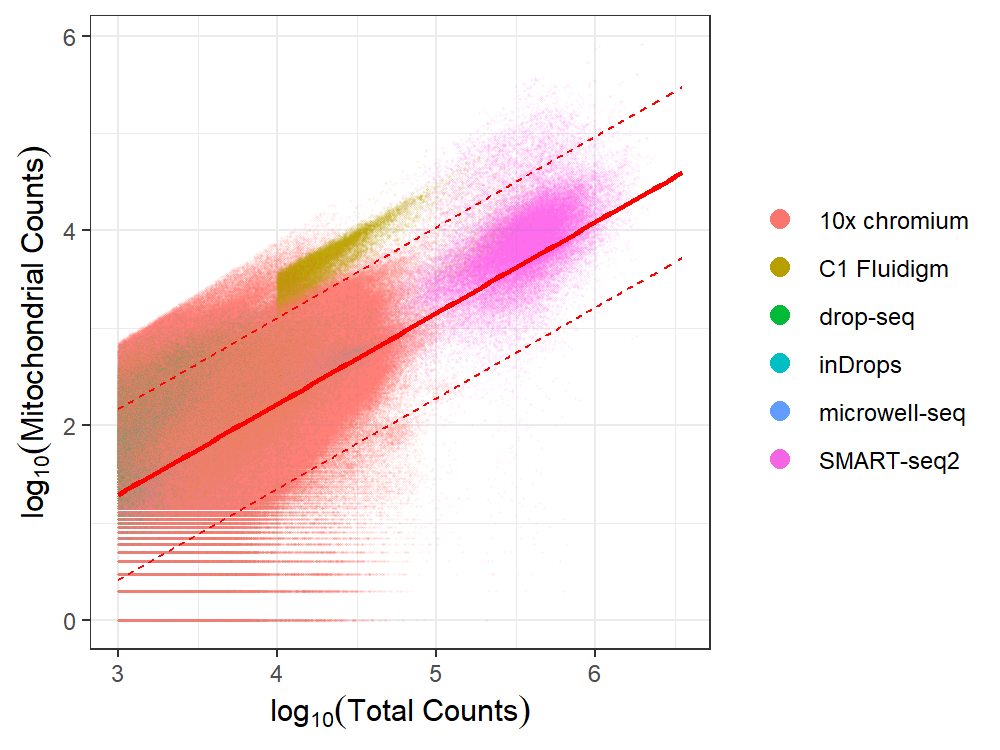 log10(Mitochondrial Counts)
6
4
2
0
3
4
5
6
log10(Total Counts)
10x chromium
C1 Fluidigm
drop-seq
inDrops
microwell-seq
SMART-seq2